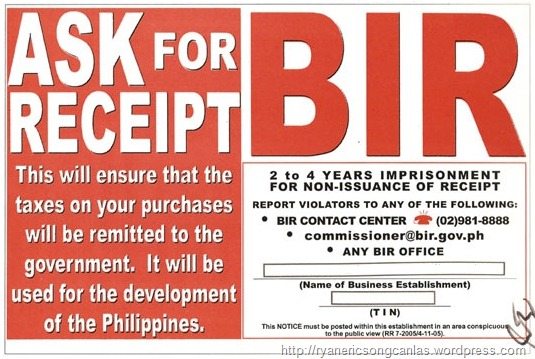 ASK FOR
RECEIPT
This will ensure that the
taxes on your purchases
will be remitted to the
government. It will be
used for the development
of the Philippines.
BIR
2 to 4 YEARS IMPRISONMENT
FOR NON-ISSUANCE OF RECEIPT
REPORT VIOLATORS TO ANY OF THE FOLLOWING:
• BIR CONTACT CENTER ☎ (02)981-8888
• commissioner@bir.gov.ph
• ANY BIR OFFICE
(Name of Business Establishment)
(T I N)
This NOTICE must be posted within this establishment in an area conspicuous
to the public view (RR 7-2005/4-11-05).
http://ryanericsongcanlas.wordpress.com